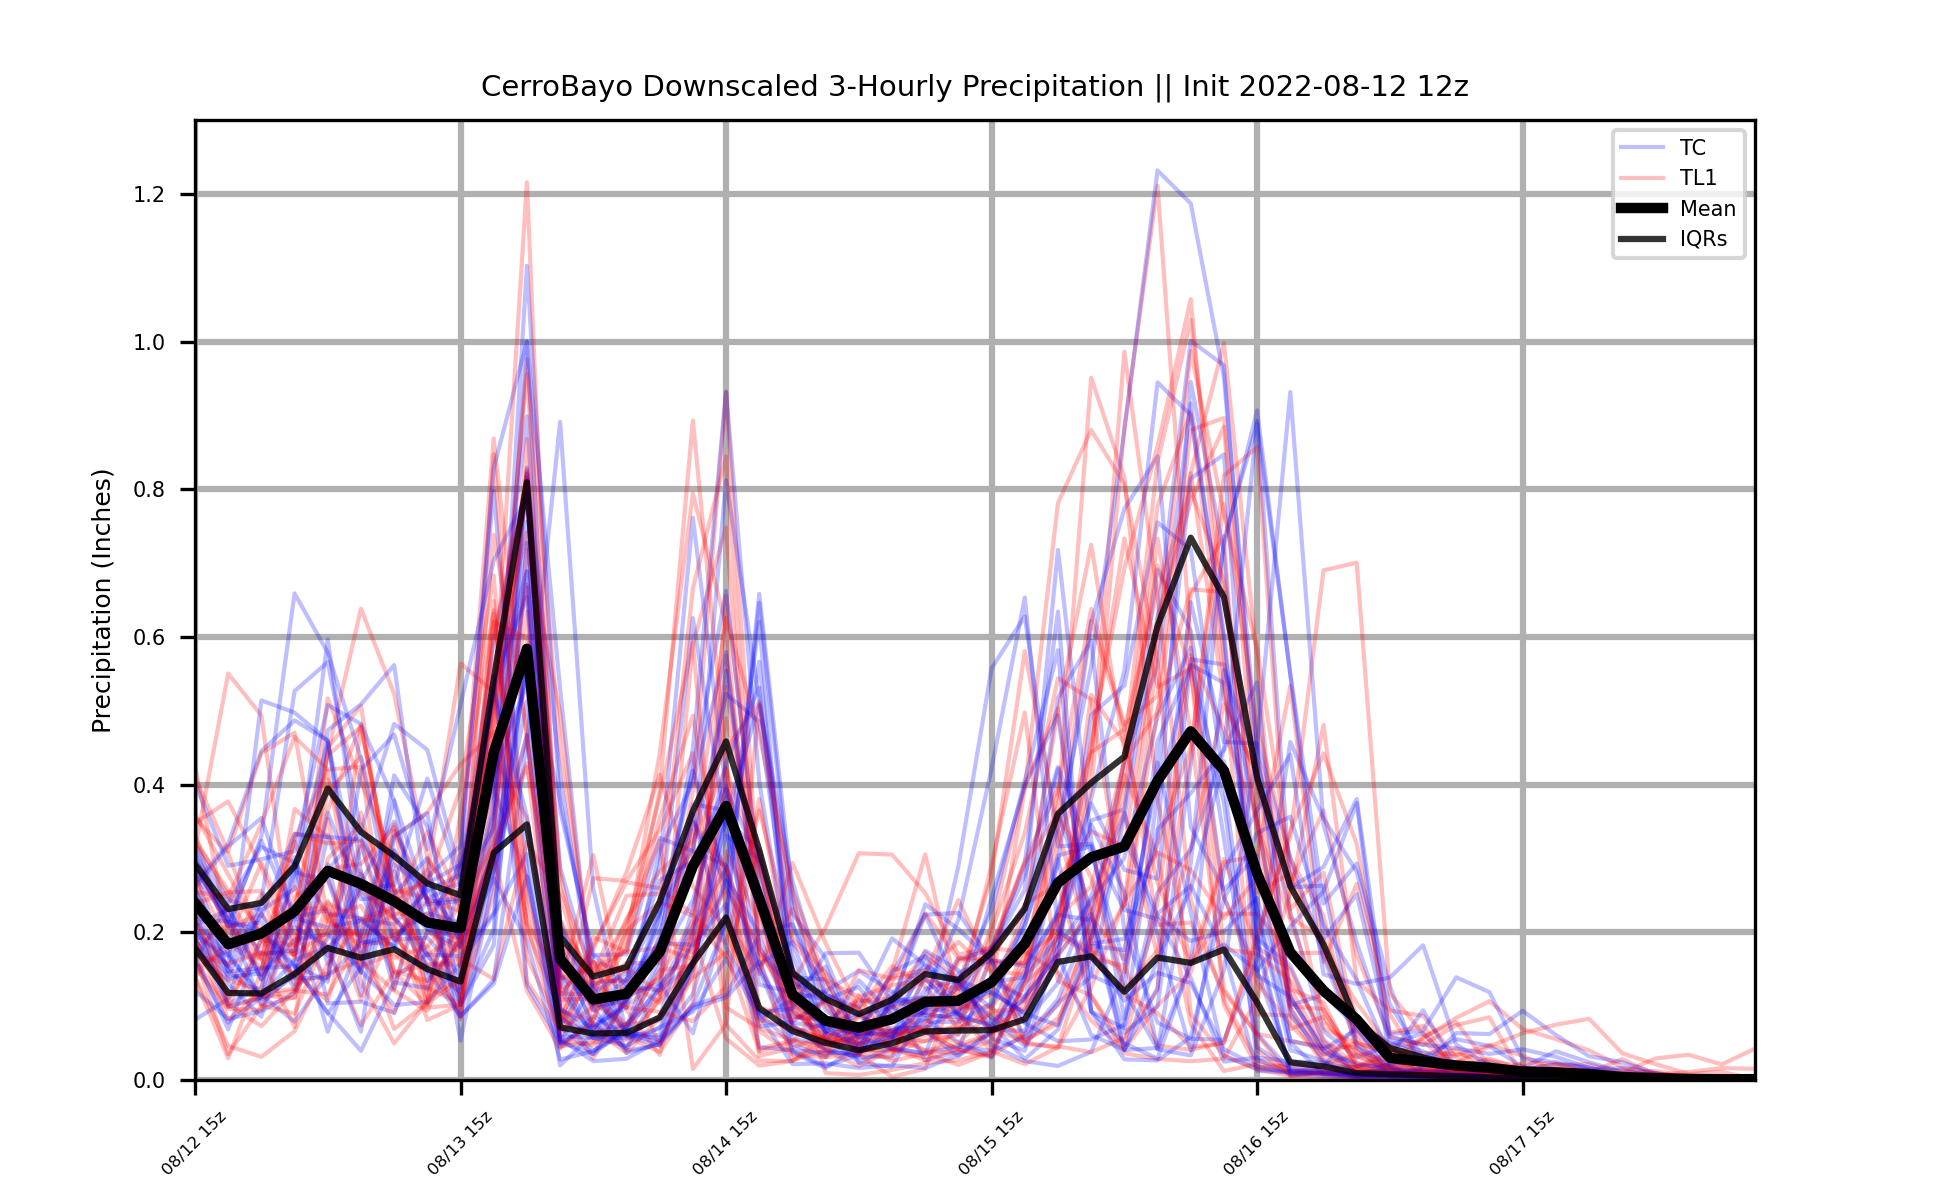 CerroBayo Downscaled 3-Hourly Precipitation || Init 2022-08-12 12z
TC
TL1
Mean
IQRs
Precipitation (Inches)
1.2
1.0
0.8
0.6
0.4
0.2
0.0
08/12 15z
08/13 15z
08/14 15z
08/15 15z
08/16 15z
08/17 15z